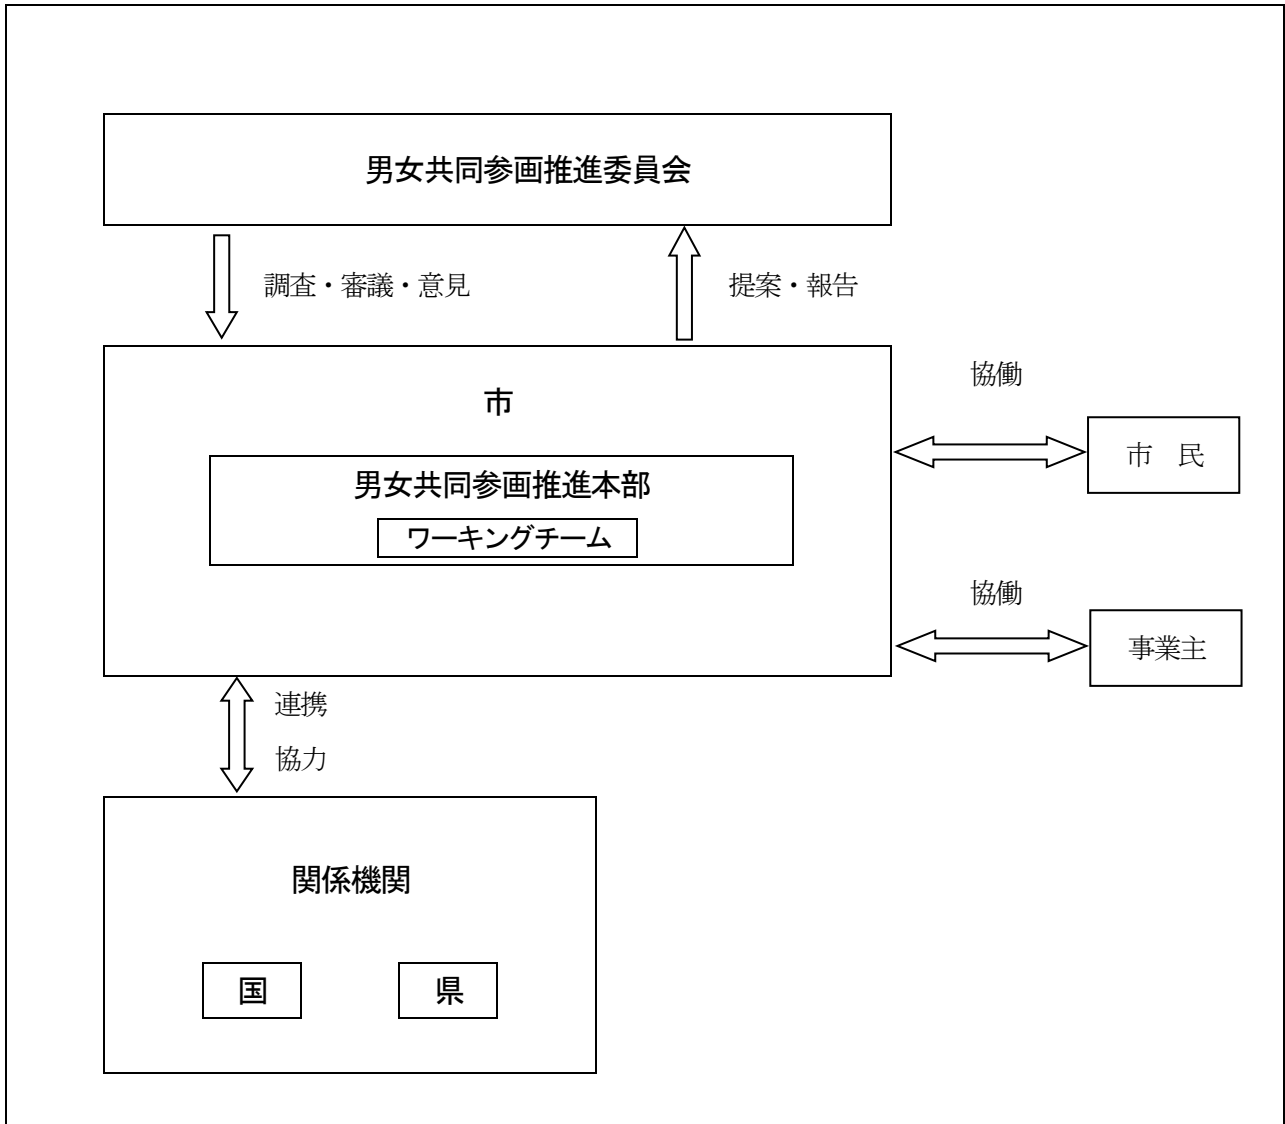 男女共同参画推進委員会
調査・審議・意見
提案・報告
市
男女共同参画推進本部
ワーキングチーム
協働
市　民
協働
事業主
連携
協力
関係機関
国
県